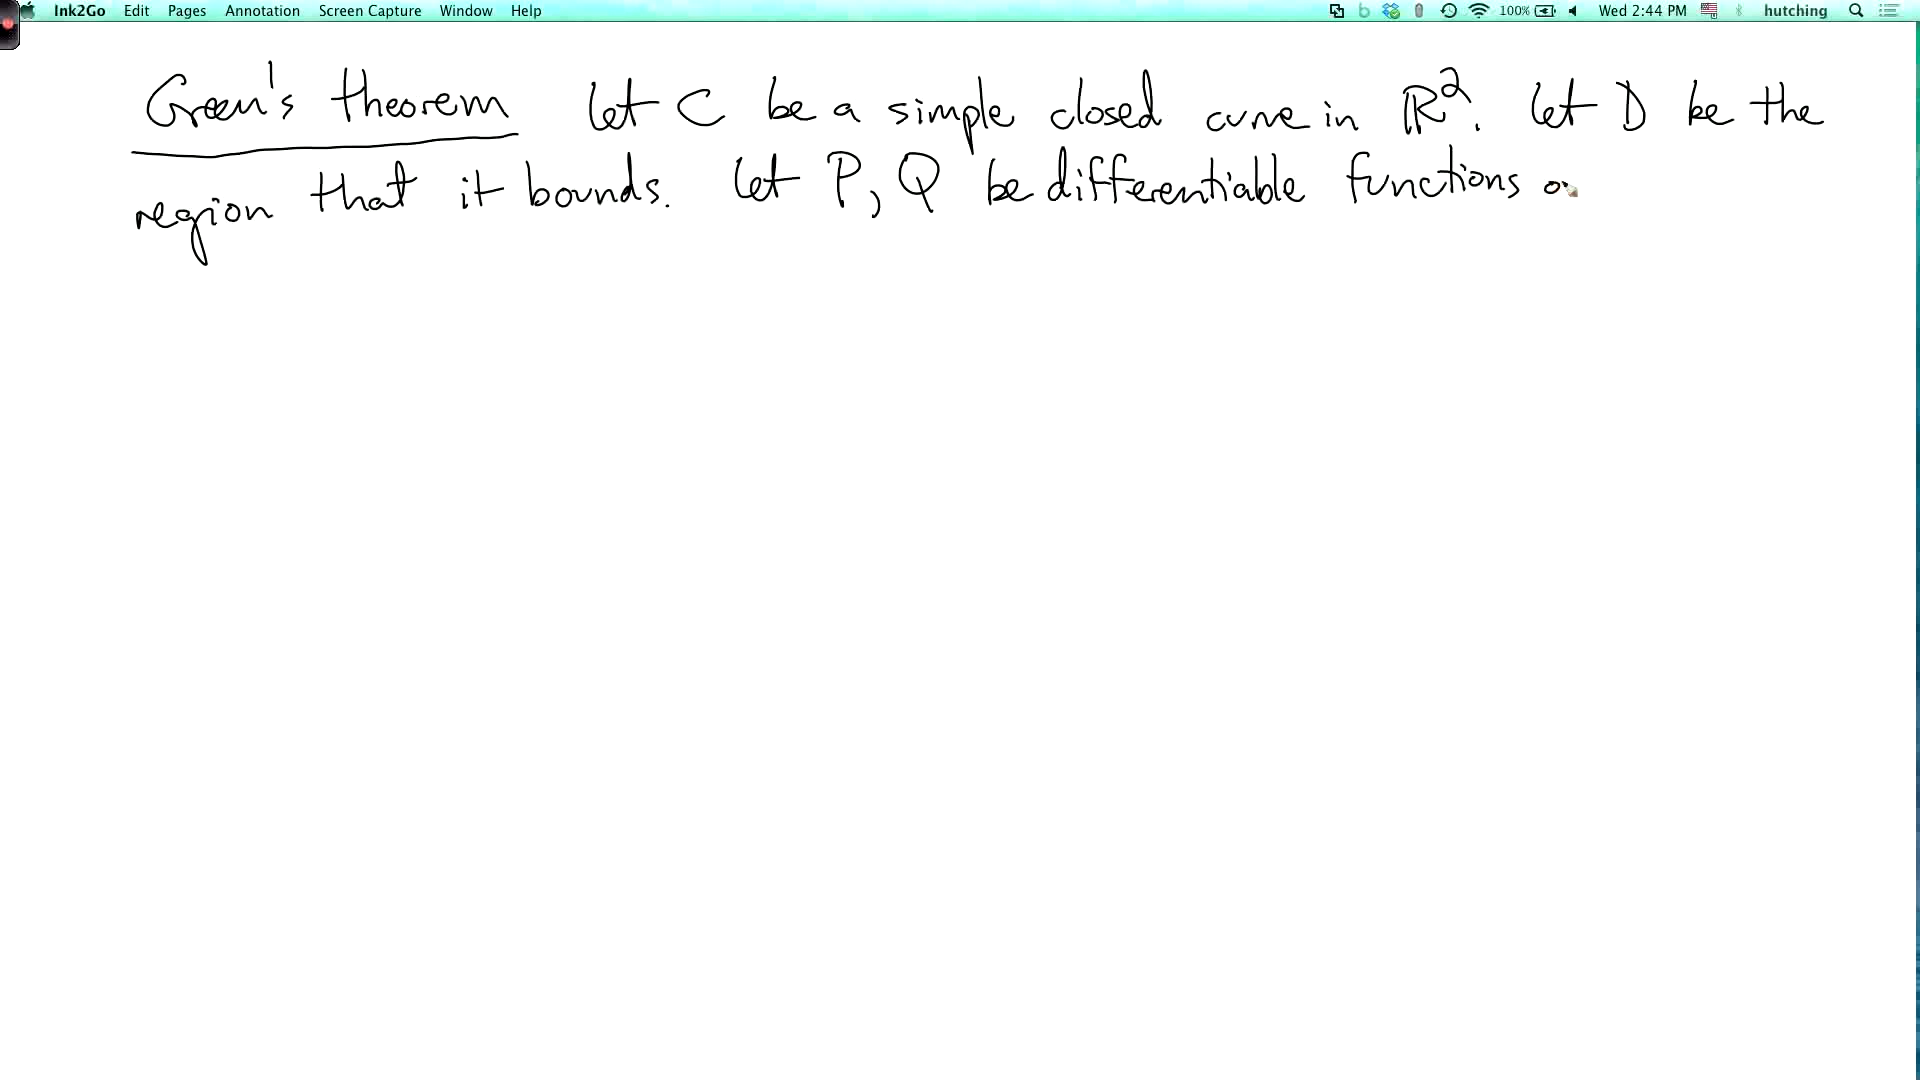 Ink2Go Edit Pages Annotation Screen Capture Window Help 100% Wed 2:44 PM hutching
Green's theorem Let C be a simple closed curve in ℝ². Let D be the
region that it bounds. Let P, Q be differentiable functions